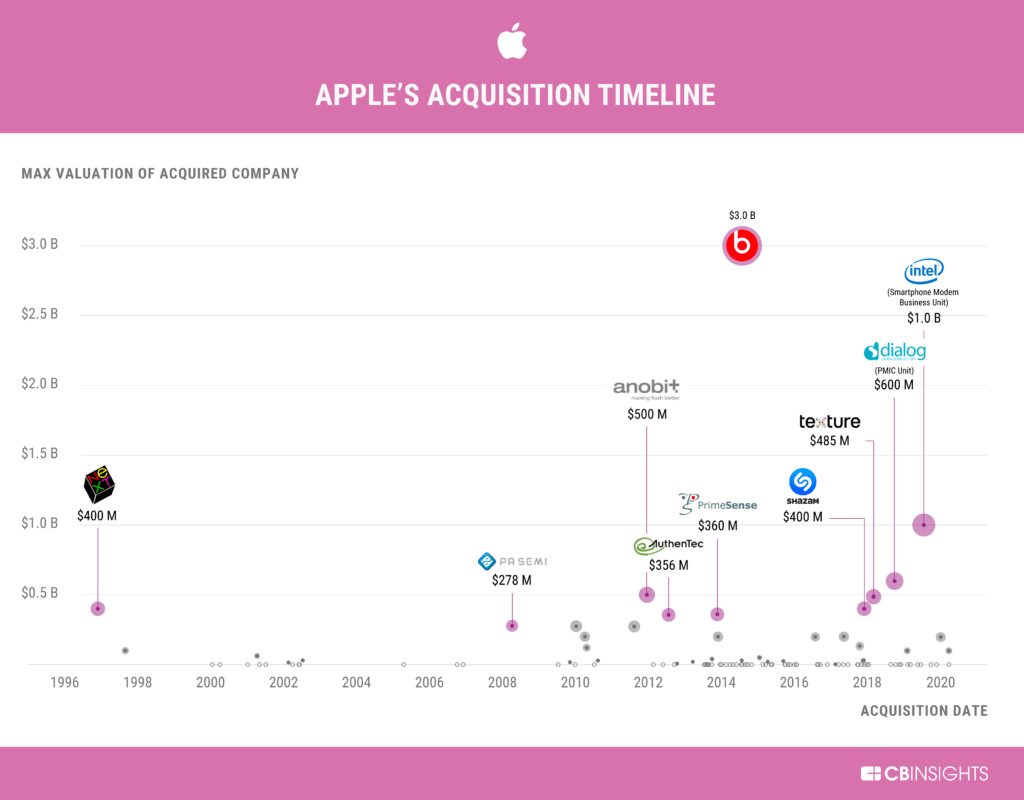 APPLE’S ACQUISITION TIMELINE
MAX VALUATION OF ACQUIRED COMPANY
$3.0 B
$3.0 B
b
intel
(Smartphone Modem
Business Unit)
$2.5 B
$1.0 B
dialog
SEMICONDUCTOR
(PMIC Unit)
$2.0 B
$600 M
anobit
making flash better
$500 M
texture
$485 M
$1.5 B
NeXT
SHAZAM
$400 M
$400 M
PrimeSense
$360 M
$1.0 B
AuthenTec
$356 M
PA SEMI
$278 M
$0.5 B
1996 1998 2000 2002 2004 2006 2008 2010 2012 2014 2016 2018 2020
ACQUISITION DATE
CBINSIGHTS